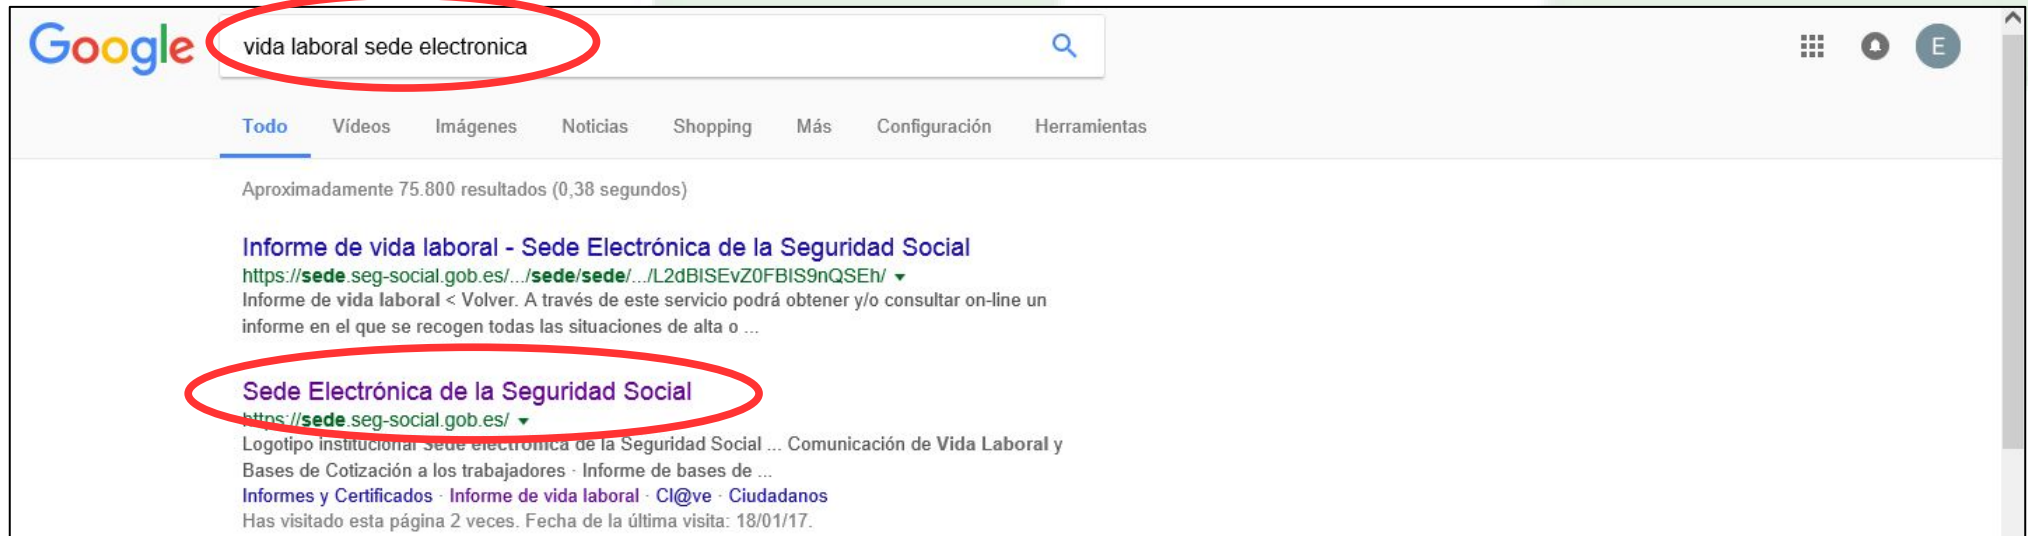 Google
vida laboral sede electronica
E
Todo Vídeos Imágenes Noticias Shopping Más Configuración Herramientas
Aproximadamente 75.800 resultados (0,38 segundos)
Informe de vida laboral - Sede Electrónica de la Seguridad Social
https://sede.seg-social.gob.es/.../sede/sede/.../L2dBISEvZ0FBIS9nQSEh/
Informe de vida laboral < Volver. A través de este servicio podrá obtener y/o consultar on-line un
informe en el que se recogen todas las situaciones de alta o ...
Sede Electrónica de la Seguridad Social
https://sede.seg-social.gob.es/
Logotipo institucional Sede electrónica de la Seguridad Social ... Comunicación de Vida Laboral y
Bases de Cotización a los trabajadores · Informe de bases de ...
Informes y Certificados · Informe de vida laboral · Cl@ve · Ciudadanos
Has visitado esta página 2 veces. Fecha de la última visita: 18/01/17.